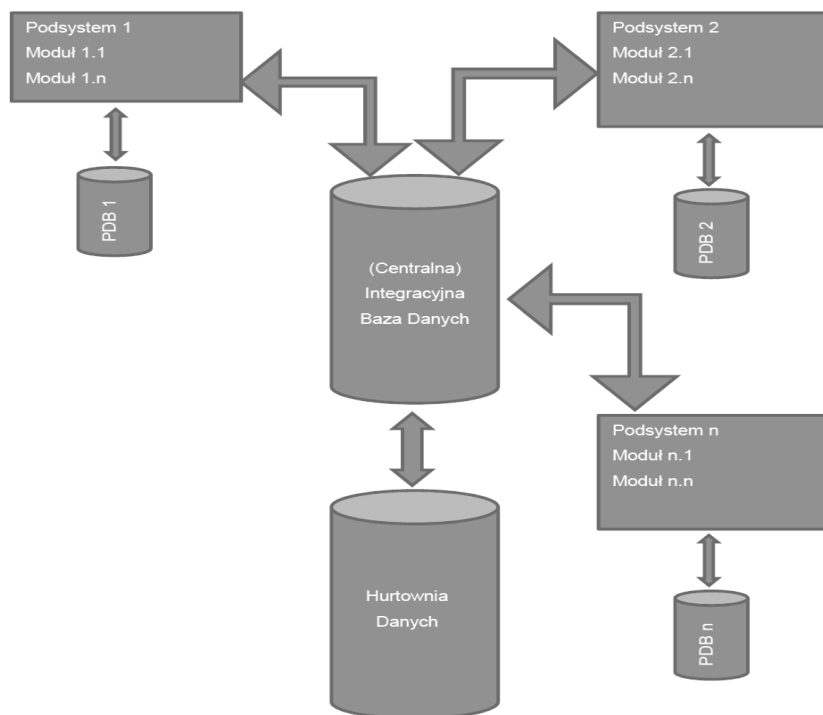 Podsystem 1
Moduł 1.1
Moduł 1.n
Podsystem 2
Moduł 2.1
Moduł 2.n
PDB 1
PDB 2
(Centralna)
Integracyjna
Baza Danych
Podsystem n
Moduł n.1
Moduł n.n
Hurtownia
Danych
PDB n